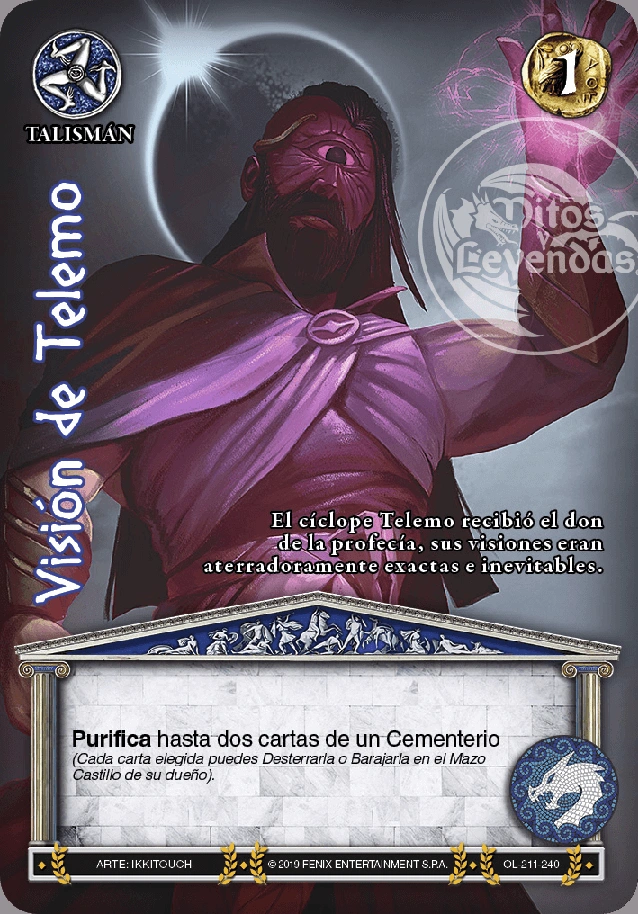 TALISMÁN
1
Mitos
y
Leyendas
Visión de Telemo
El cíclope Telemo recibió el don
de la profecía, sus visiones eran
aterradoramente exactas e inevitables.
Purifica hasta dos cartas de un Cementerio
(Cada carta elegida puedes Desterrarla o Barajarla en el Mazo
Castillo de su dueño).
ARTE: IKKITOUCH
© 2019 FENIX ENTERTAINMENT S.P.A.
OL 211 240